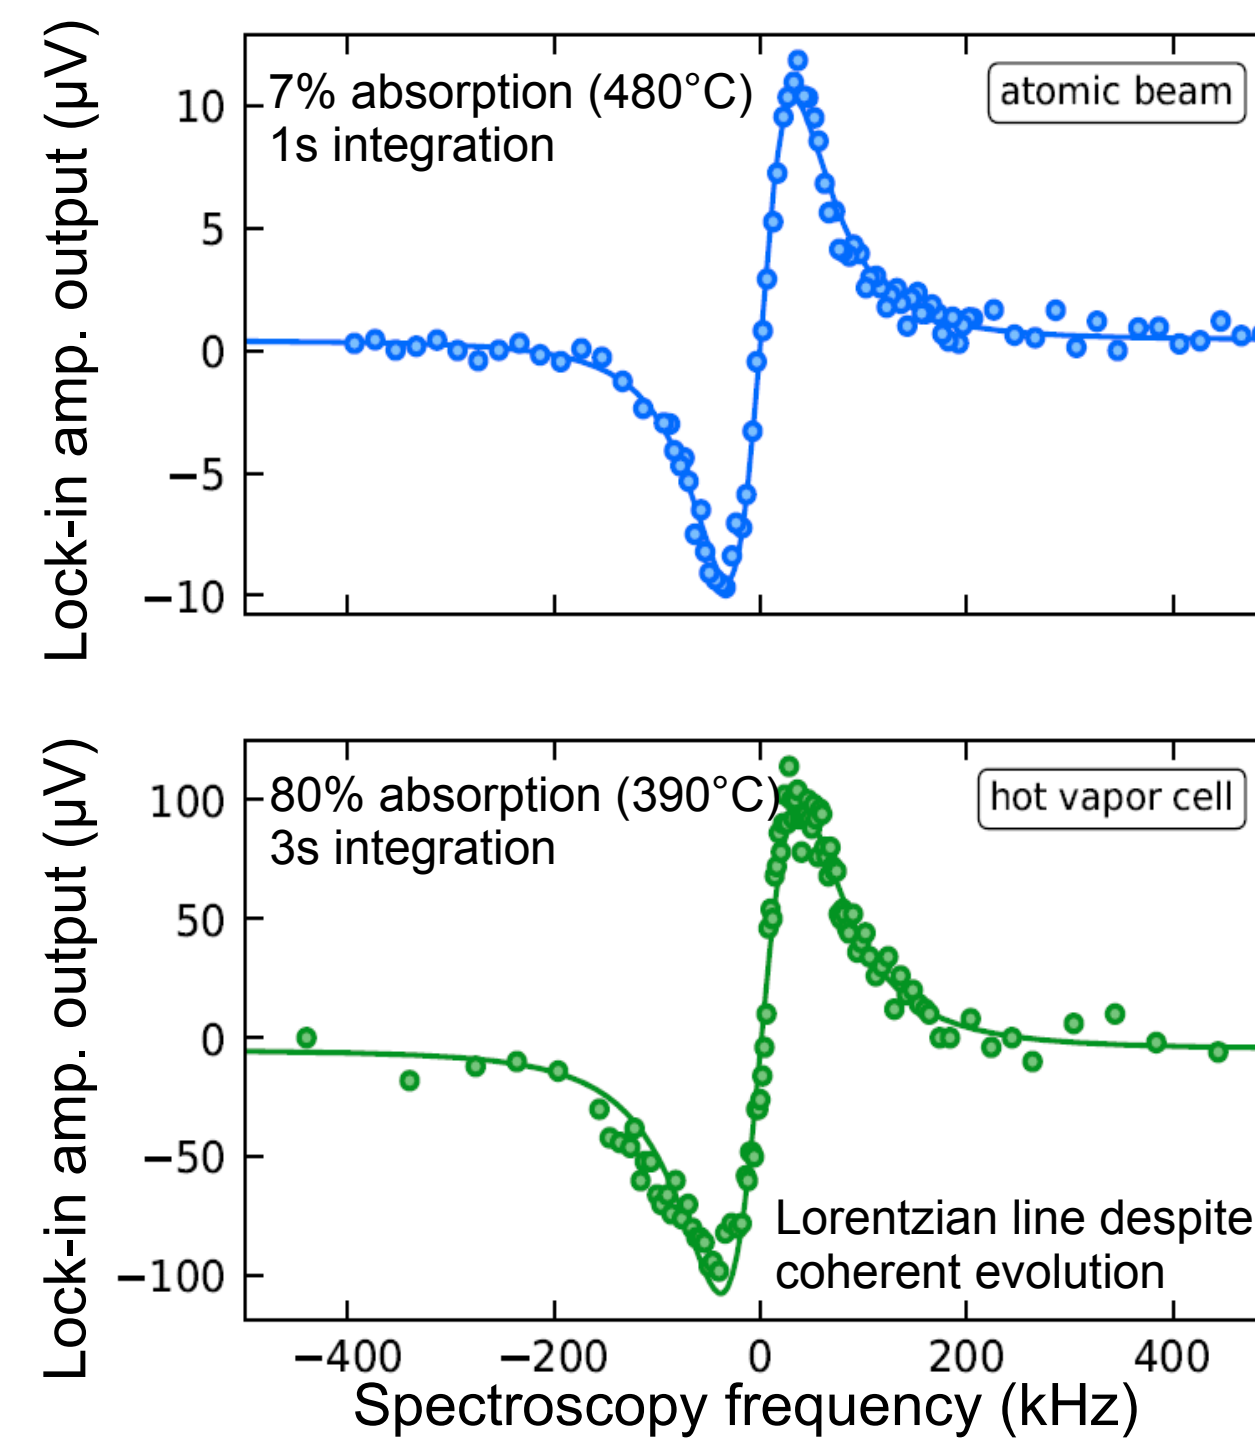 Lock-in amp. output (µV)
10
5
0
−5
−10
7% absorption (480°C)
1s integration
atomic beam
Lock-in amp. output (µV)
100
50
0
−50
−100
80% absorption (390°C)
3s integration
hot vapor cell
Lorentzian line despite
coherent evolution
−400 −200 0 200 400
Spectroscopy frequency (kHz)